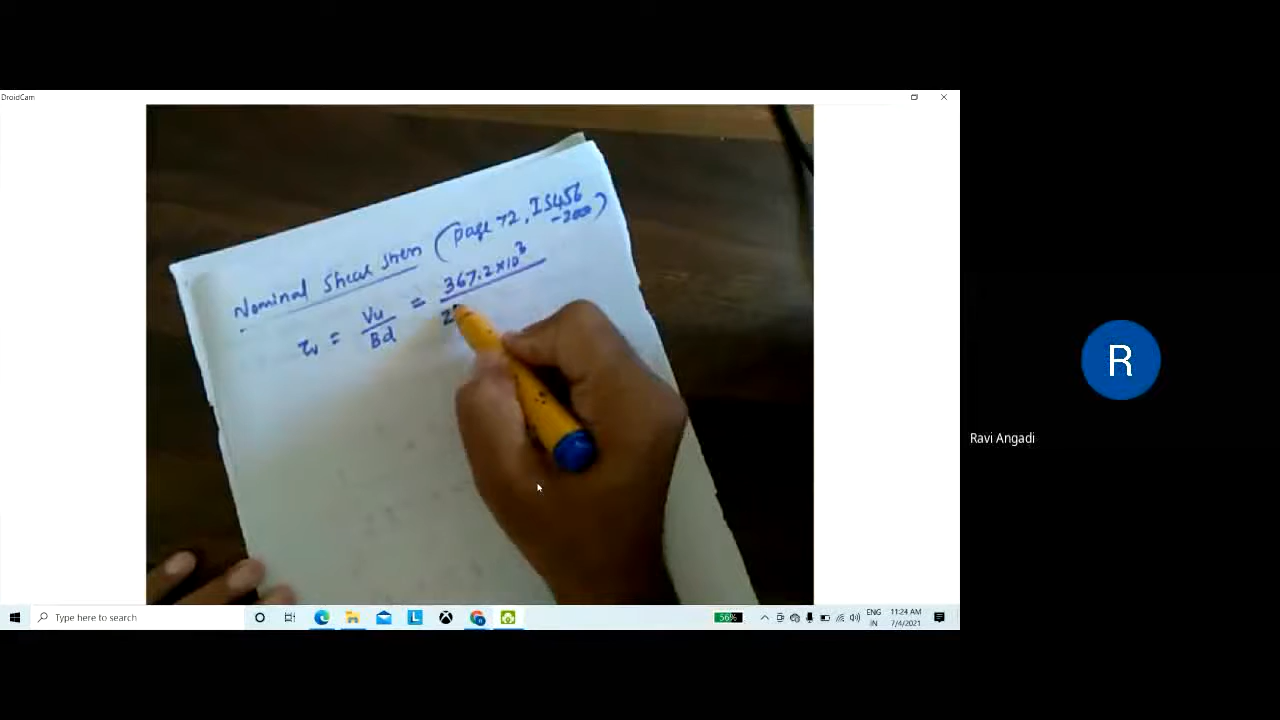 DroidCam
Nominal Shear Stress (page 72, IS456
-2000)
τv = Vu / Bd = 367.2×10³ /
2
R
Ravi Angadi
Type here to search
56%
ENG
IN
11:24 AM
7/4/2021